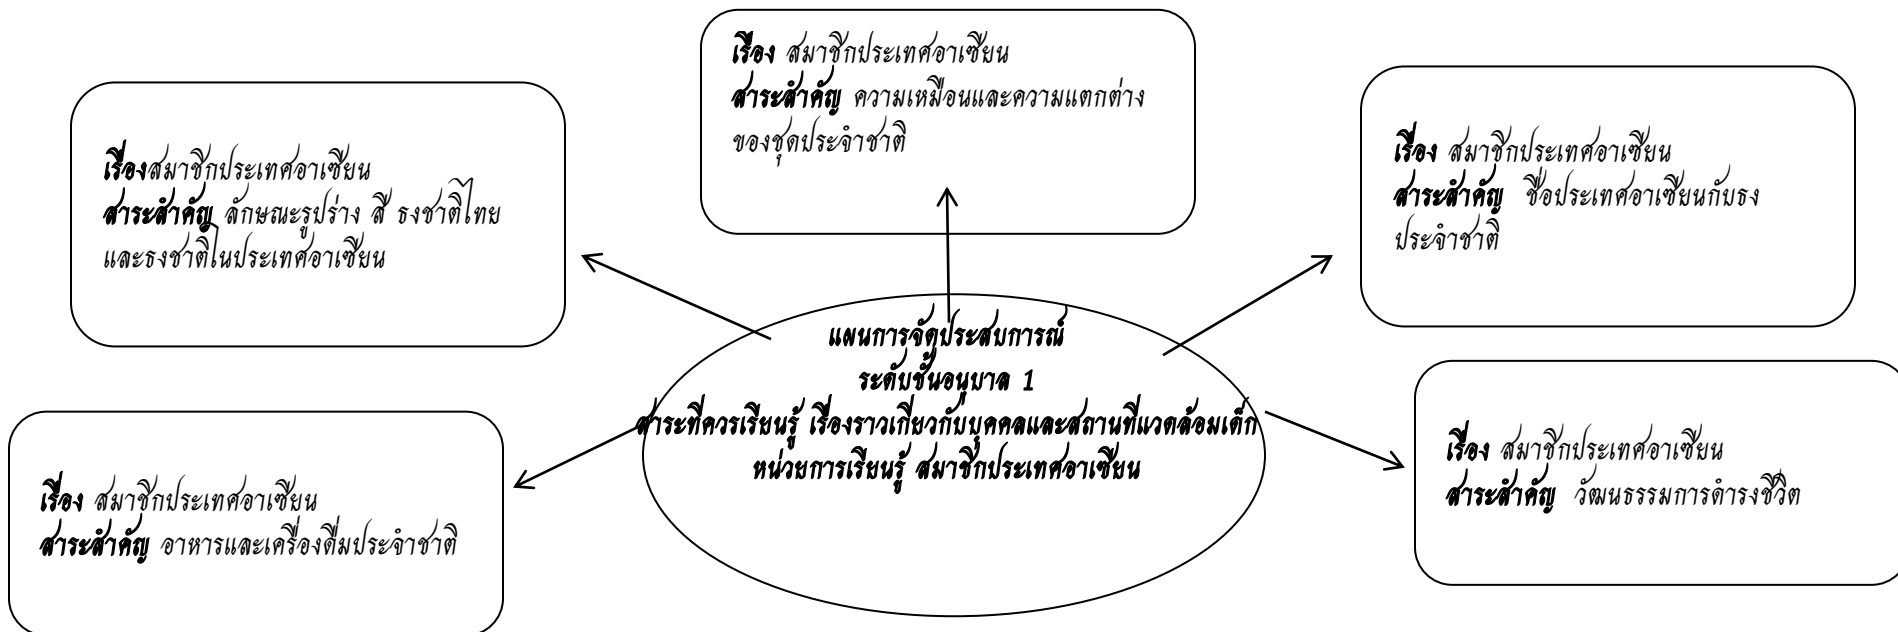 เรื่อง สมาชิกประเทศอาเซียน
สาระสำคัญ ความเหมือนและความแตกต่าง
ของชุดประจำชาติ
เรื่องสมาชิกประเทศอาเซียน
สาระสำคัญ ลักษณะรูปร่าง สี ธงชาติไทย
และธงชาติในประเทศอาเซียน
เรื่อง สมาชิกประเทศอาเซียน
สาระสำคัญ ชื่อประเทศอาเซียนกับธง
ประจำชาติ
แผนการจัดประสบการณ์
ระดับชั้นอนุบาล 1
สาระที่ควรเรียนรู้ เรื่องราวเกี่ยวกับบุคคลและสถานที่แวดล้อมเด็ก
หน่วยการเรียนรู้ สมาชิกประเทศอาเซียน
เรื่อง สมาชิกประเทศอาเซียน
สาระสำคัญ อาหารและเครื่องดื่มประจำชาติ
เรื่อง สมาชิกประเทศอาเซียน
สาระสำคัญ วัฒนธรรมการดำรงชีวิต